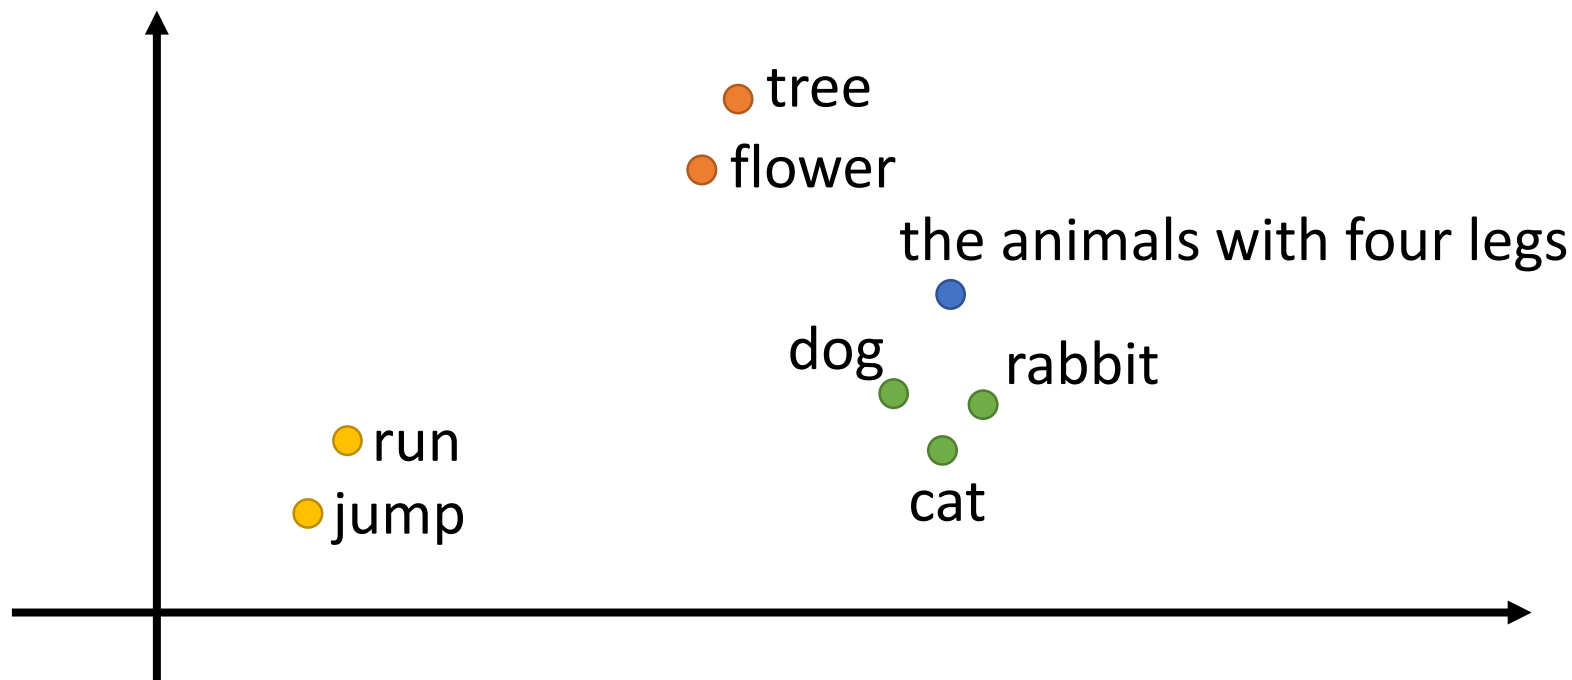 tree
flower
the animals with four legs
dog
rabbit
run
cat
jump